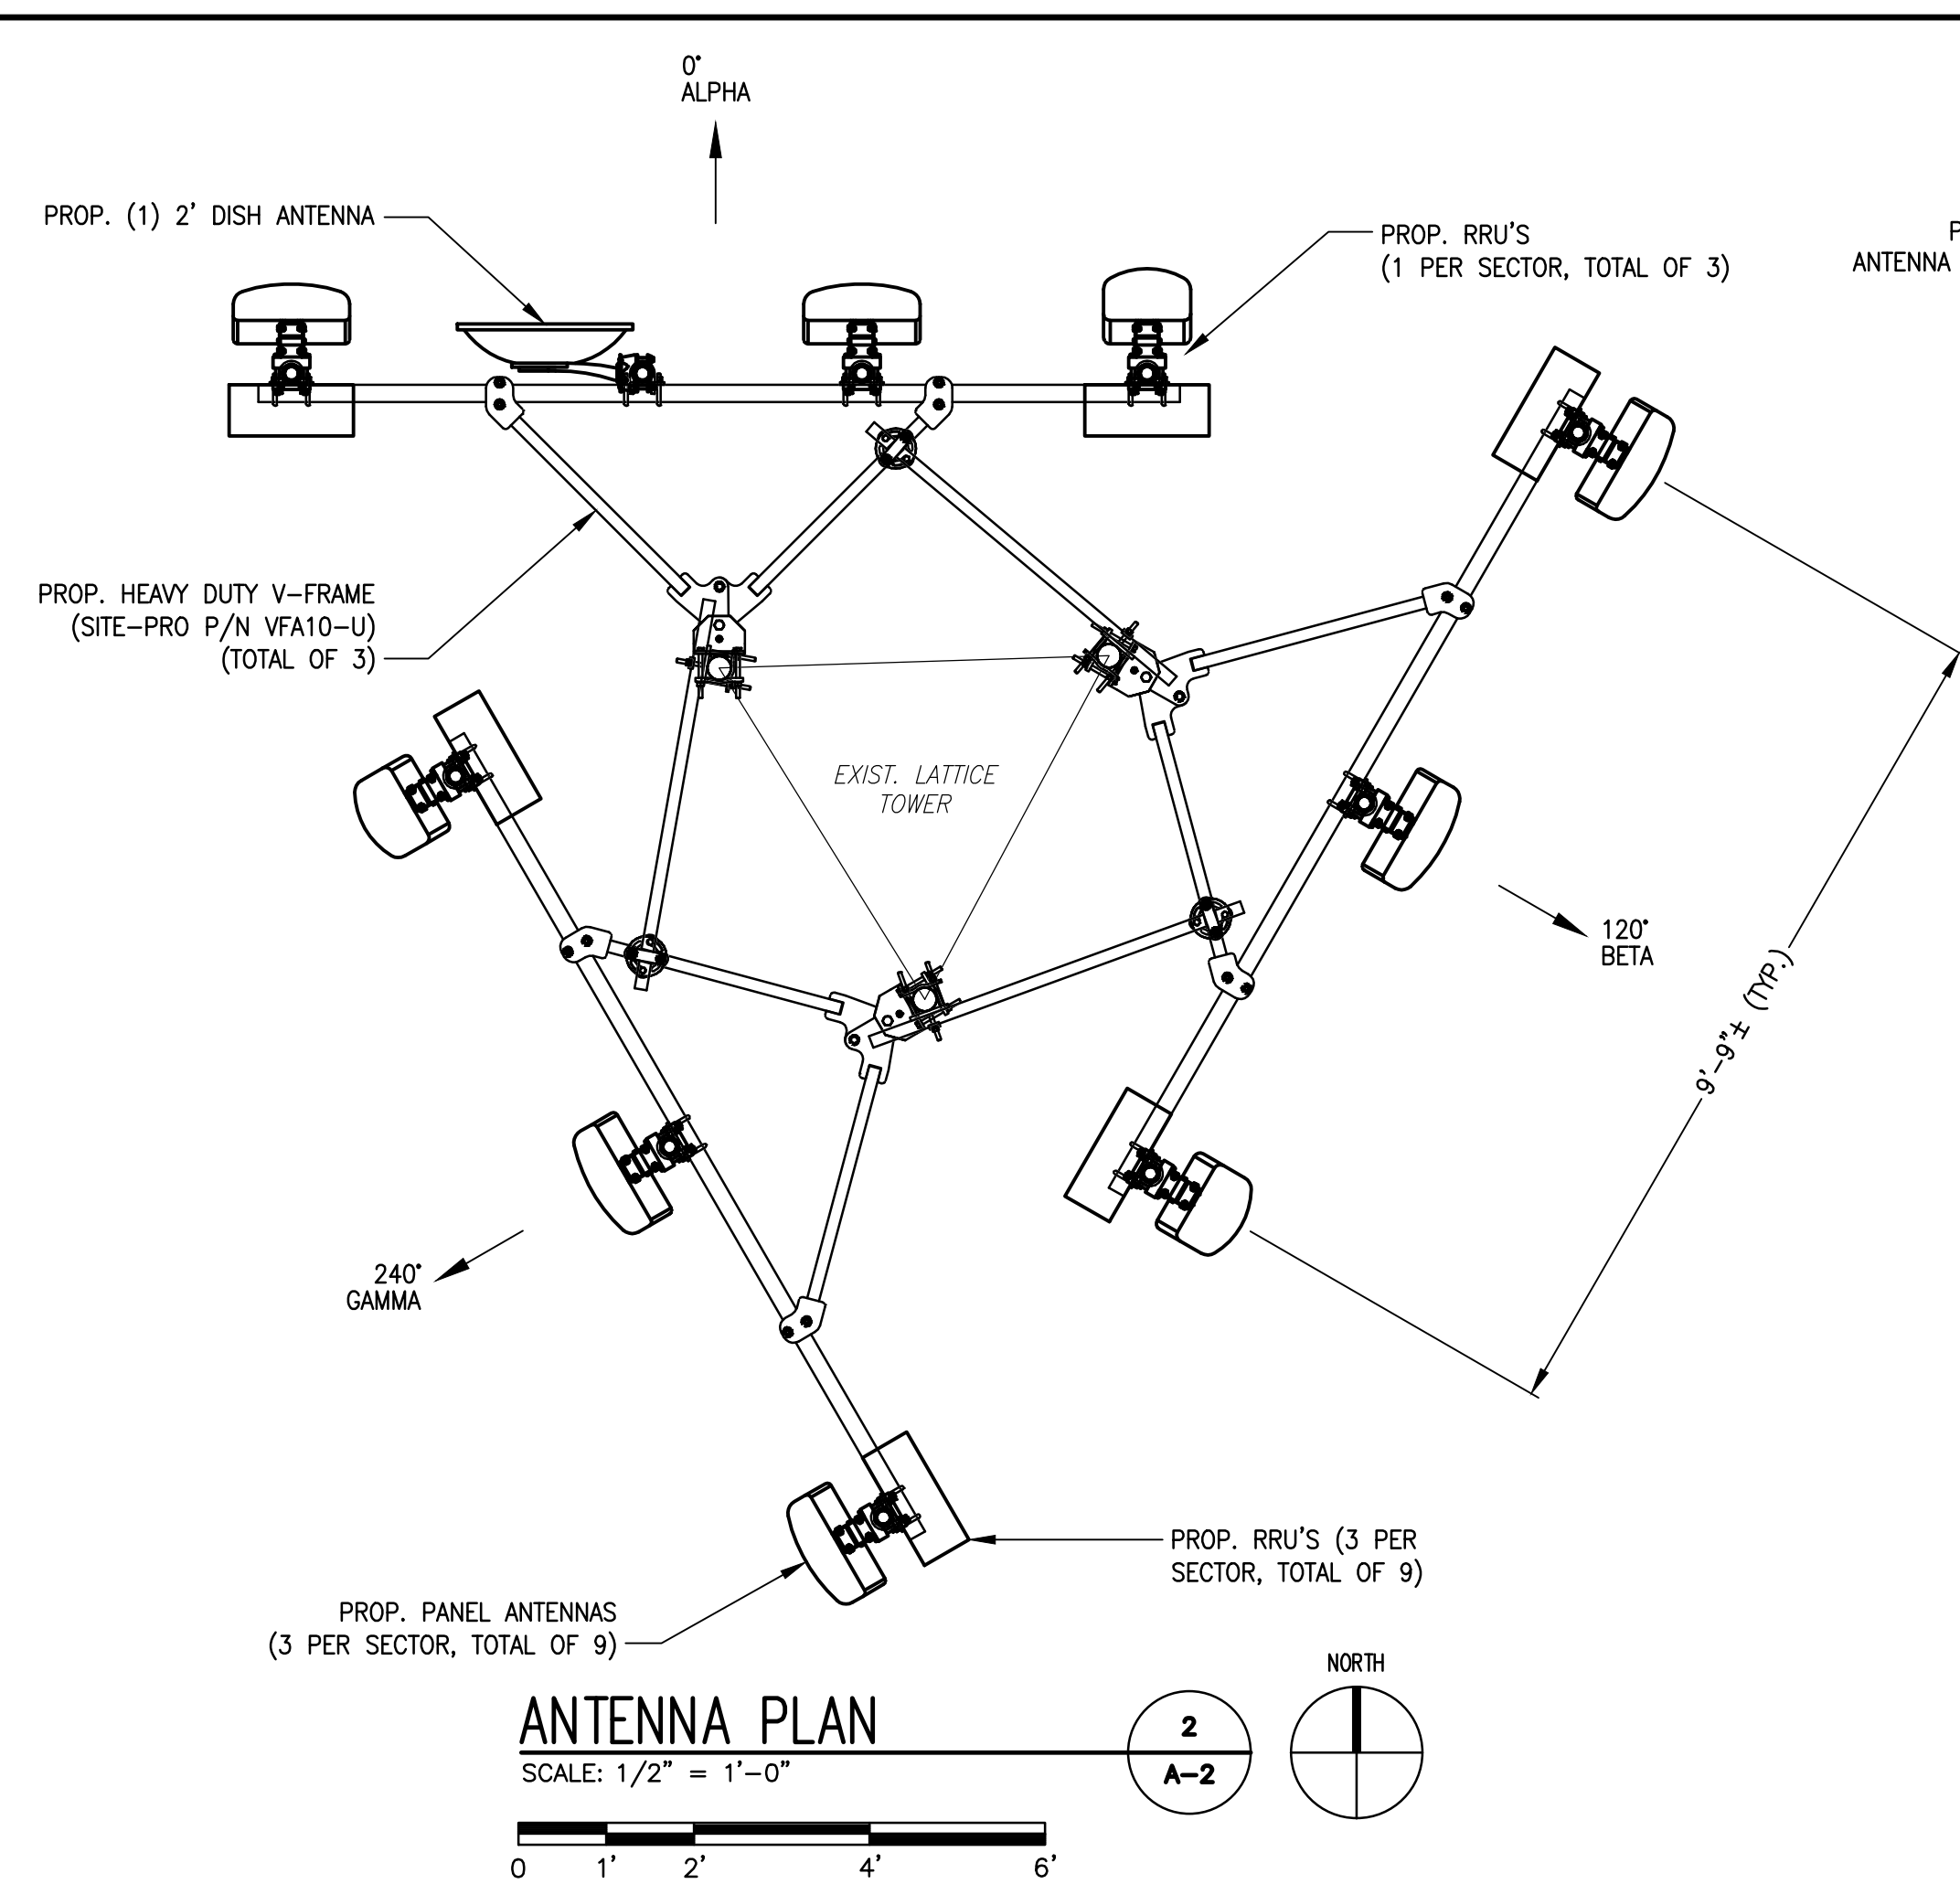 0°
ALPHA
PROP. (1) 2' DISH ANTENNA
PROP. RRU'S
(1 PER SECTOR, TOTAL OF 3)
P
ANTENNA
PROP. HEAVY DUTY V-FRAME
(SITE-PRO P/N VFA10-U)
(TOTAL OF 3)
EXIST. LATTICE
TOWER
120°
BETA
9'-9"± (TYP.)
240°
GAMMA
PROP. RRU'S (3 PER
SECTOR, TOTAL OF 9)
PROP. PANEL ANTENNAS
(3 PER SECTOR, TOTAL OF 9)
NORTH
ANTENNA PLAN
SCALE: 1/2" = 1'-0"
2
A-2
0 1' 2' 4' 6'